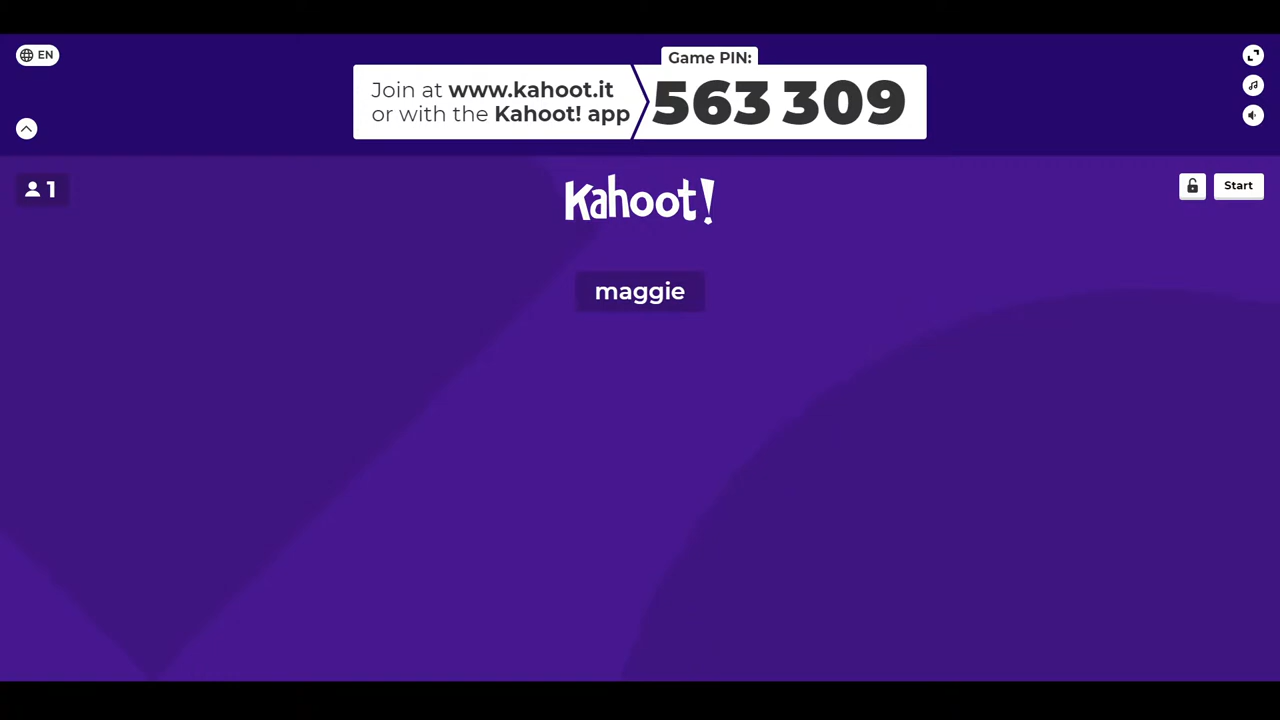 EN
Game PIN:
Join at www.kahoot.it
or with the Kahoot! app
563 309
1
Kahoot!
Start
maggie